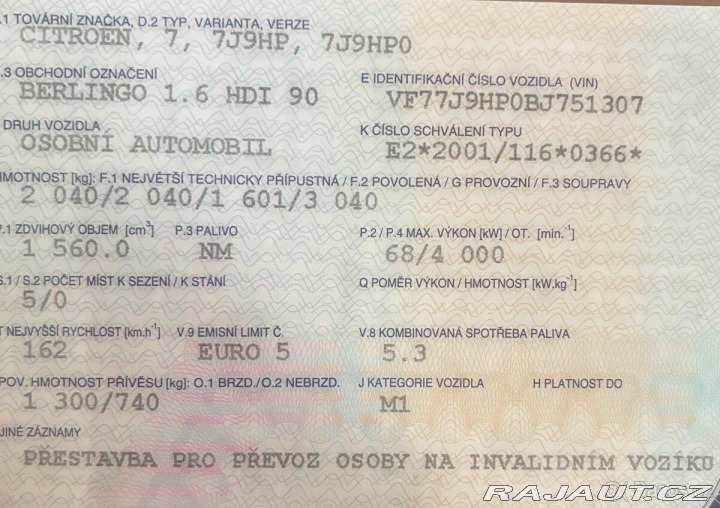 .1 TOVÁRNÍ ZNAČKA, D.2 TYP, VARIANTA, VERZE
CITROEN, 7, 7J9HP, 7J9HP0
.3 OBCHODNÍ OZNAČENÍ E IDENTIFIKAČNÍ ČÍSLO VOZIDLA (VIN)
BERLINGO 1.6 HDI 90 VF77J9HP0BJ751307
DRUH VOZIDLA K ČÍSLO SCHVÁLENÍ TYPU
OSOBNÍ AUTOMOBIL E2*2001/116*0366*
HMOTNOST [kg]: F.1 NEJVĚTŠÍ TECHNICKY PŘÍPUSTNÁ / F.2 POVOLENÁ / G PROVOZNÍ / F.3 SOUPRAVY
2 040/2 040/1 601/3 040
P.1 ZDVIHOVÝ OBJEM [cm³] P.3 PALIVO P.2 / P.4 MAX. VÝKON [kW] / OT. [min.⁻¹]
1 560.0 NM 68/4 000
S.1 / S.2 POČET MÍST K SEZENÍ / K STÁNÍ Q POMĚR VÝKON / HMOTNOST [kW.kg⁻¹]
5/0
T NEJVYŠŠÍ RYCHLOST [km.h⁻¹] V.9 EMISNÍ LIMIT Č. V.8 KOMBINOVANÁ SPOTŘEBA PALIVA
162 EURO 5 5.3
POV. HMOTNOST PŘÍVĚSU [kg]: O.1 BRZD./O.2 NEBRZD. J KATEGORIE VOZIDLA H PLATNOST DO
1 300/740 M1
JINÉ ZÁZNAMY
PŘESTAVBA PRO PŘEVOZ OSOBY NA INVALIDNÍM VOZÍKU
RAJAUT.CZ